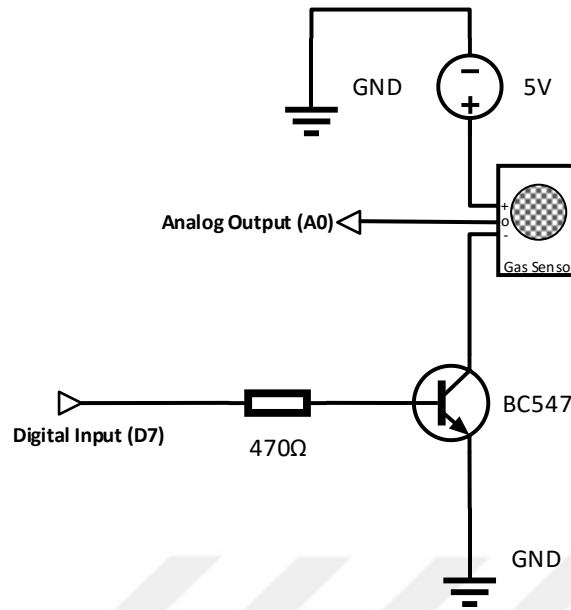 GND
5V
−
+
Analog Output (A0)
+
o
-
Gas Senso
BC547
Digital Input (D7)
470Ω
GND